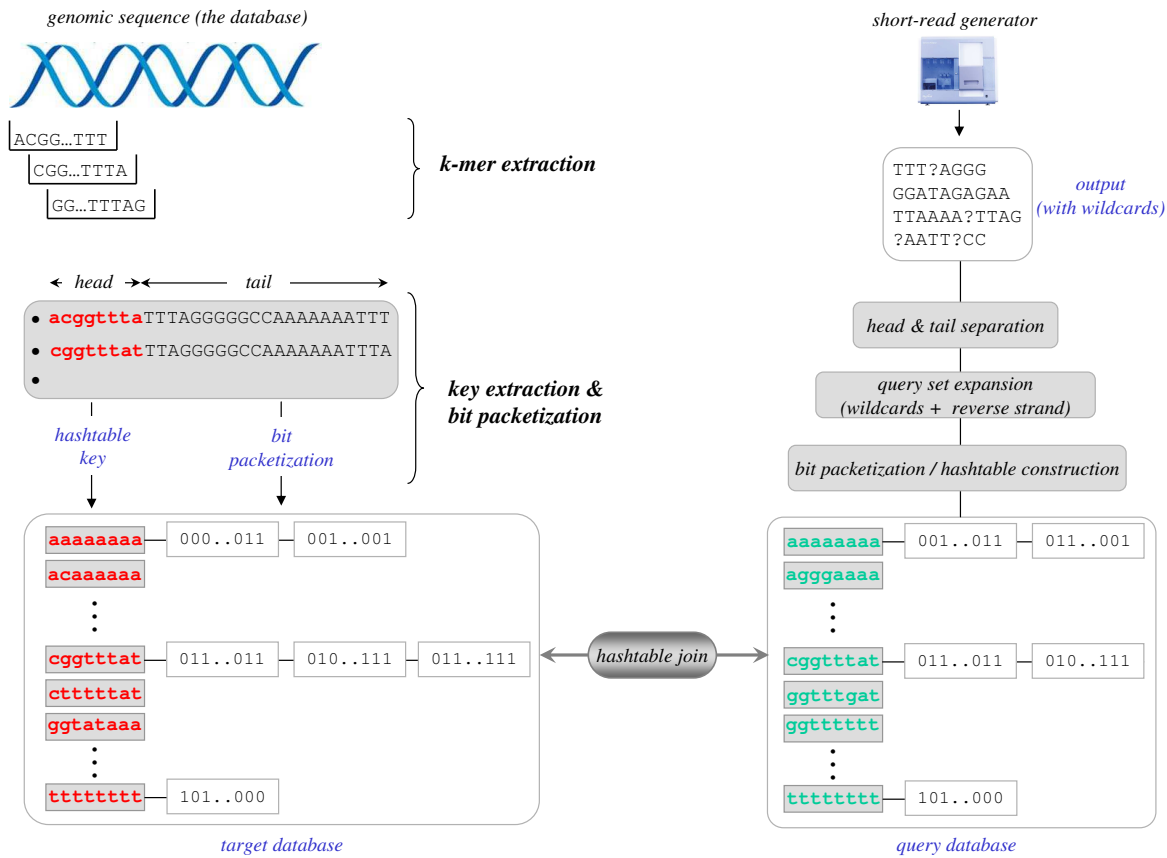 genomic sequence (the database)
ACGG…TTT
CGG…TTTA
GG…TTTAG
k-mer extraction
head
tail
• acggtttaTTTAGGGGGCCAAAAAAATTT
• cggtttatTTAGGGGGCCAAAAAAATTTA
•
key extraction &
bit packetization
hashtable
key
bit
packetization
aaaaaaaa 000..011 001..001
acaaaaaa
cggtttat 011..011 010..111 011..111
ctttttat
ggtataaa
tttttttt 101..000
target database
hashtable join
short-read generator
TTT?AGGG
GGATAGAGAA
TTAAAA?TTAG
?AATT?CC
output
(with wildcards)
head & tail separation
query set expansion
(wildcards + reverse strand)
bit packetization / hashtable construction
aaaaaaaa 001..011 011..001
agggaaaa
cggtttat 011..011 010..111
ggtttgat
ggtttttt
tttttttt 101..000
query database